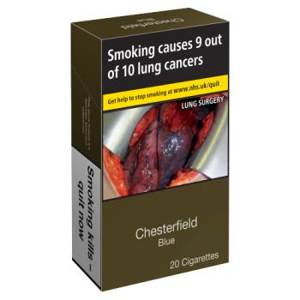 Smoking causes 9 out
of 10 lung cancers
Get help to stop smoking at www.nhs.uk/quit
LUNG SURGERY
Chesterfield
Blue
20 Cigarettes
Smoking kills –
quit now